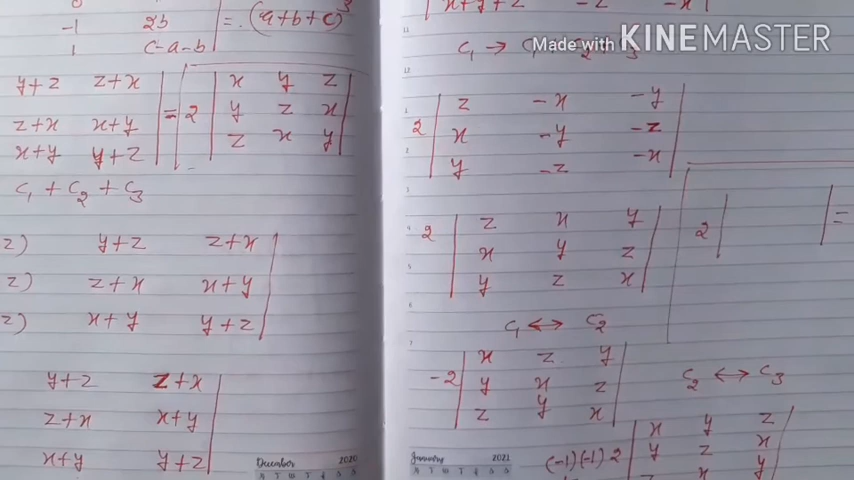 -1 2b = (a+b+c)³
1 c-a-b
y+z z+x
z+x x+y
x+y y+z
= 2
x y z
y z x
z x y
C₁ + C₂ + C₃
z) y+z z+x
z) z+x x+y
z) x+y y+z
y+z z+x
z+x x+y
x+y y+z
December 2020
M T W T F S S
x+y+z -z -x
C₁ →
Made with KINEMASTER
2
z -x -y
x -y -z
y -z -x
2
z x y
x y z
y z x
2 | | =
C₁ ↔ C₂
-2
x z y
y x z
z y x
C₂ ↔ C₃
(-1)(-1) 2
x y z
y z x
x y
January 2021
M T W T F S S